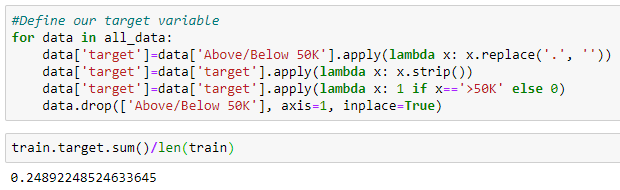 #Define our target variable
for data in all_data:
    data['target']=data['Above/Below 50K'].apply(lambda x: x.replace('.', ''))
    data['target']=data['target'].apply(lambda x: x.strip())
    data['target']=data['target'].apply(lambda x: 1 if x=='>50K' else 0)
    data.drop(['Above/Below 50K'], axis=1, inplace=True)
train.target.sum()/len(train)
0.24892248524633645